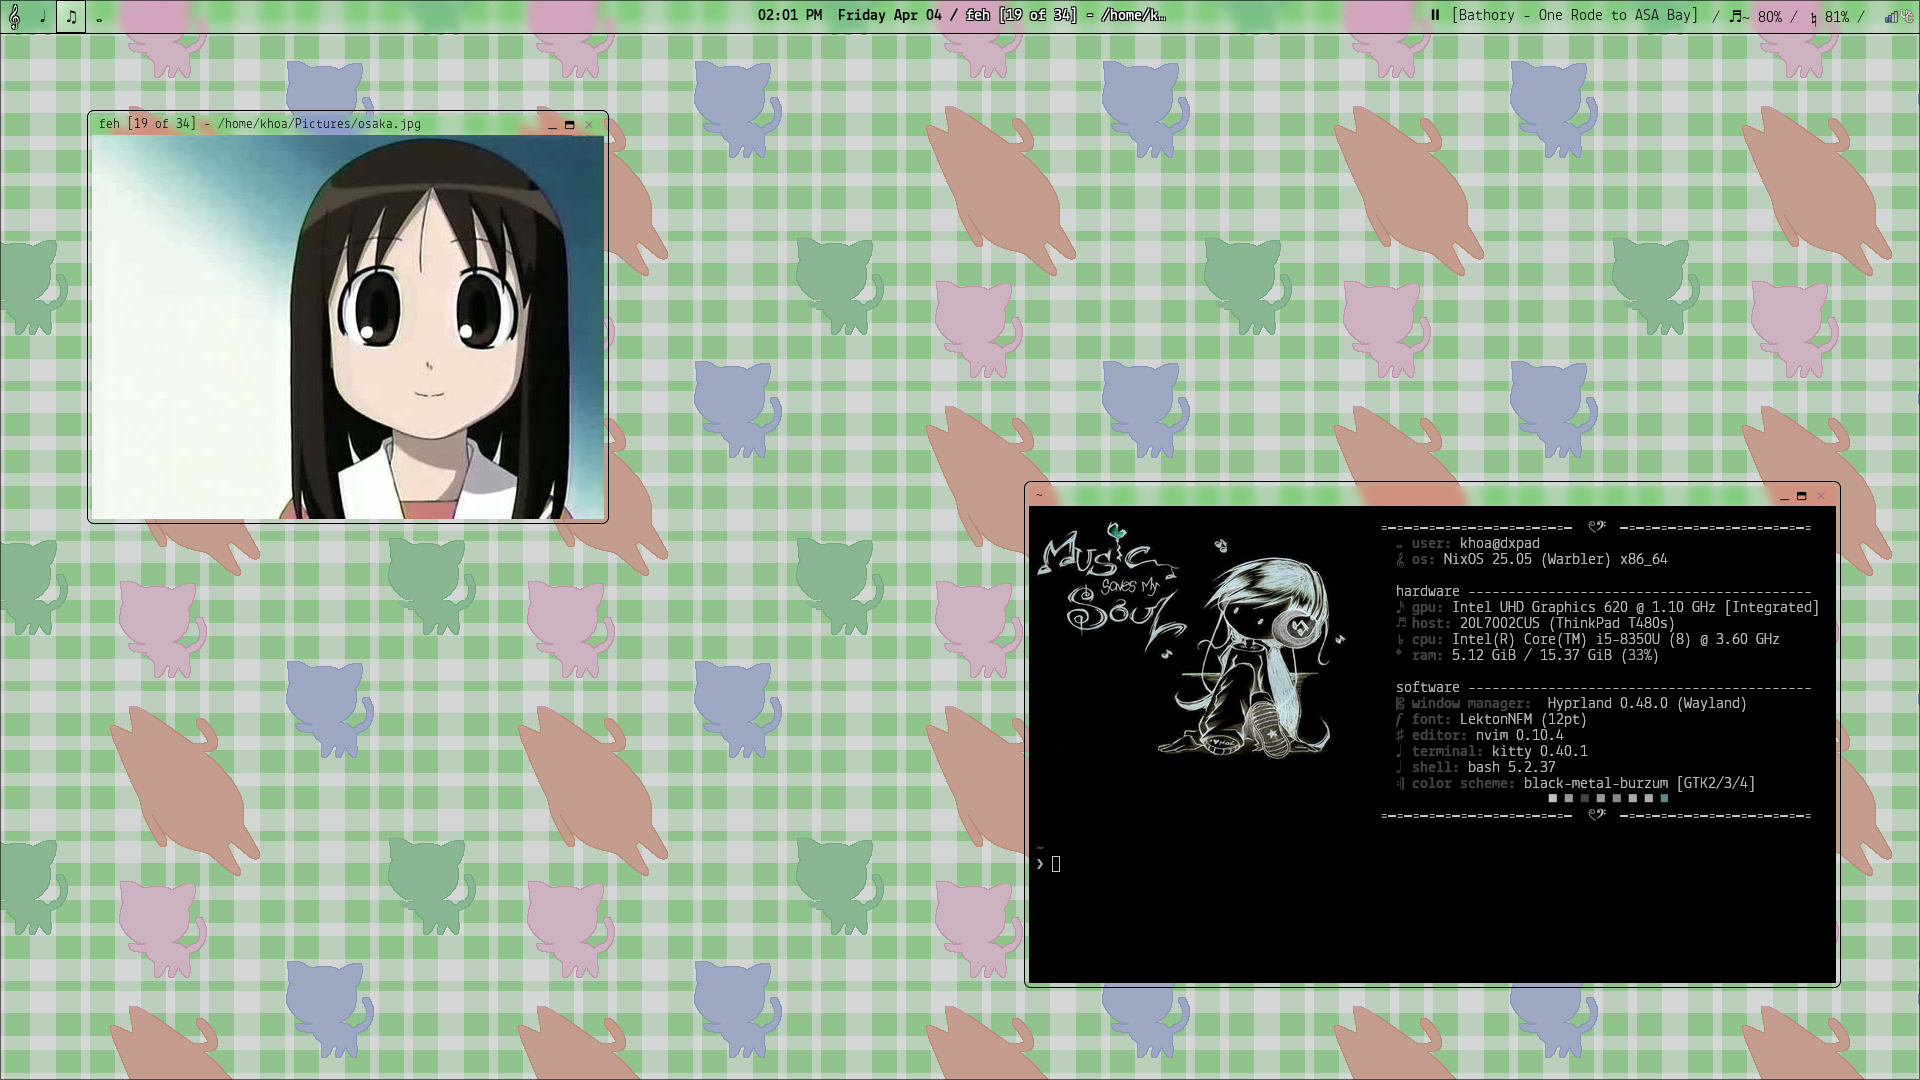 02:01 PM Friday Apr 04 / feh [19 of 34] - /home/k…
[Bathory - One Rode to ASA Bay] / ~ 80% / 81% /
feh [19 of 34] - /home/khoa/Pictures/osaka.jpg
~
Music
Saves My
Soul
user: khoa@dxpad
os: NixOS 25.05 (Warbler) x86_64
hardware -------------------------------------------
gpu: Intel UHD Graphics 620 @ 1.10 GHz [Integrated]
host: 20L7002CUS (ThinkPad T480s)
cpu: Intel(R) Core(TM) i5-8350U (8) @ 3.60 GHz
ram: 5.12 GiB / 15.37 GiB (33%)
software -------------------------------------------
window manager: Hyprland 0.48.0 (Wayland)
font: LektonNFM (12pt)
editor: nvim 0.10.4
terminal: kitty 0.40.1
shell: bash 5.2.37
color scheme: black-metal-burzum [GTK2/3/4]
~
❯